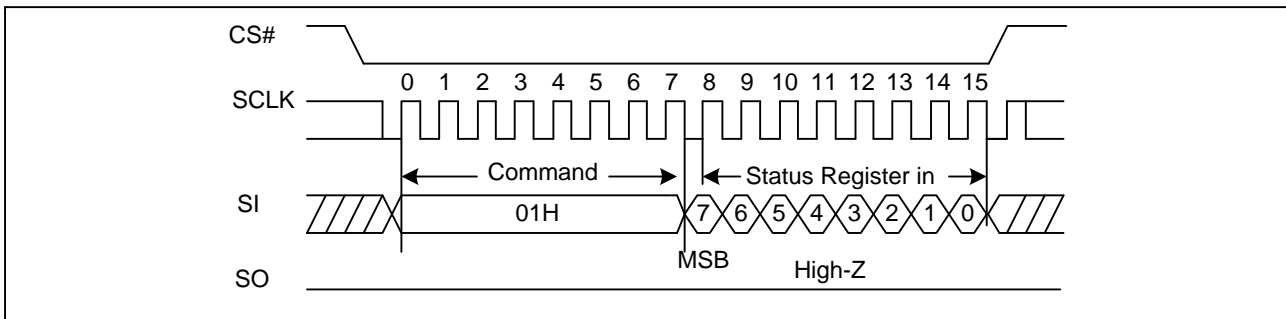 CS#
0 1 2 3 4 5 6 7 8 9 10 11 12 13 14 15
SCLK
Command Status Register in
SI 01H 7 6 5 4 3 2 1 0
MSB High-Z
SO